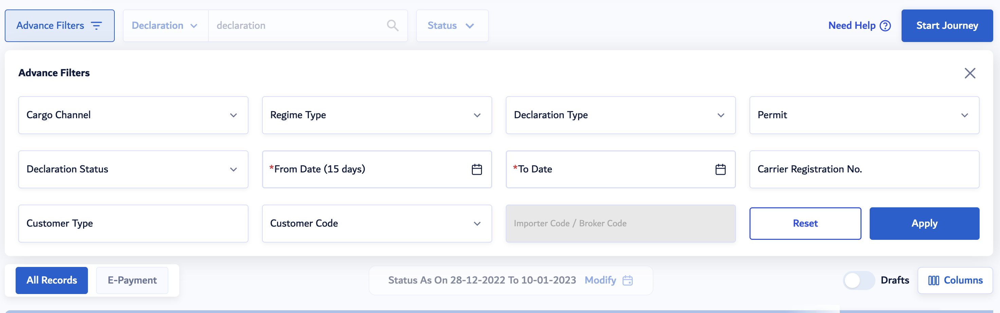 Advance Filters
Declaration
declaration
Status
Need Help
Start Journey
Advance Filters
Cargo Channel
Regime Type
Declaration Type
Permit
Declaration Status
*From Date (15 days)
*To Date
Carrier Registration No.
Customer Type
Customer Code
Importer Code / Broker Code
Reset
Apply
All Records
E-Payment
Status As On 28-12-2022 To 10-01-2023 Modify
Drafts
Columns